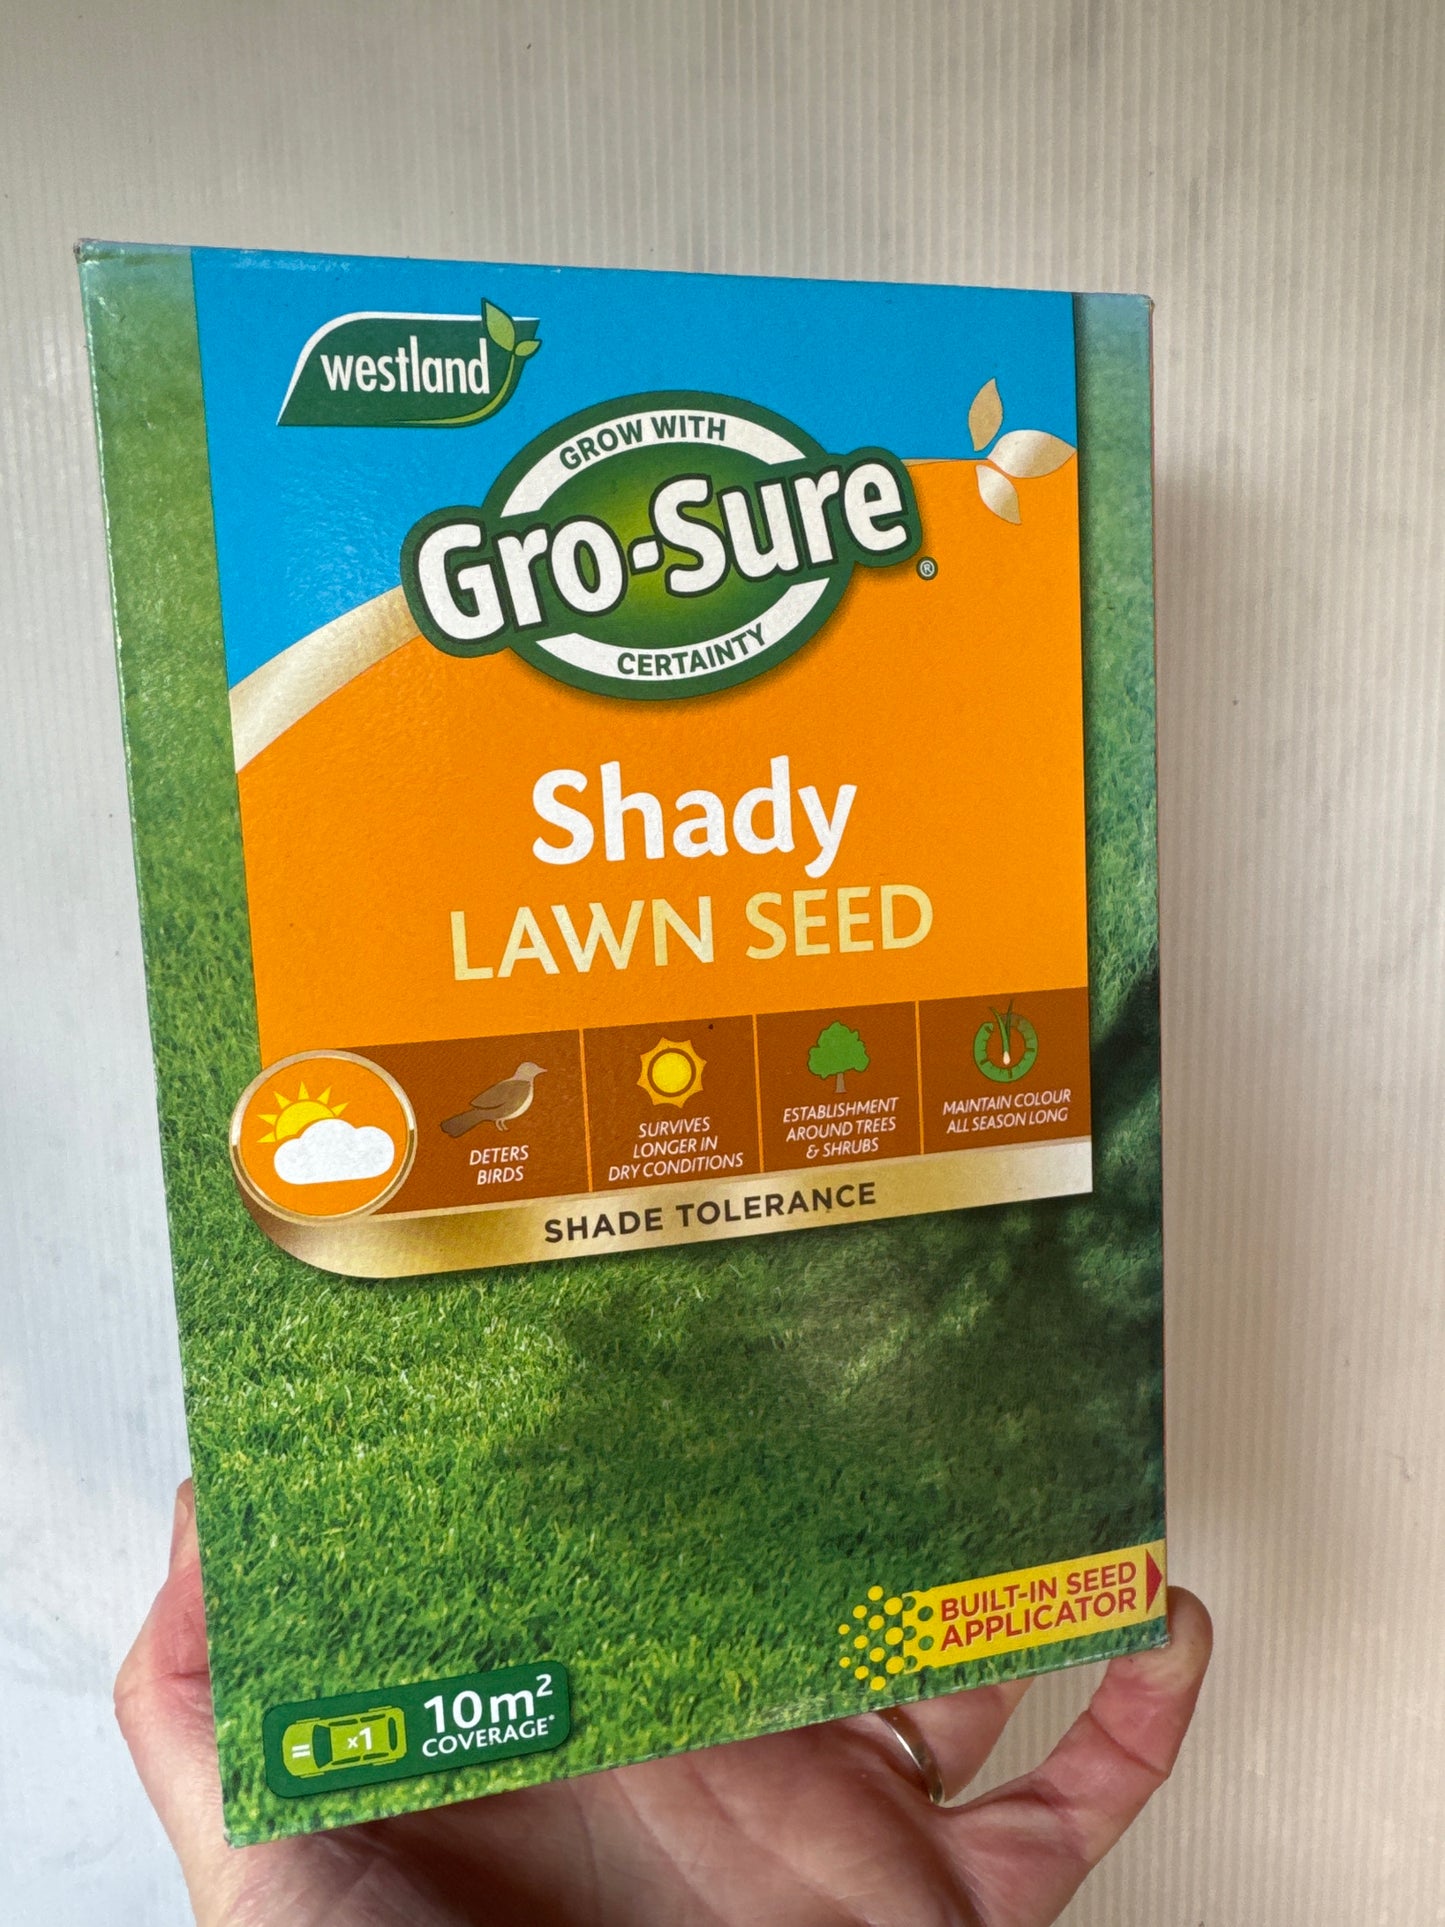 westland
GROW WITH
Gro-Sure®
CERTAINTY
Shady
LAWN SEED
DETERS
BIRDS
SURVIVES
LONGER IN
DRY CONDITIONS
ESTABLISHMENT
AROUND TREES
& SHRUBS
MAINTAIN COLOUR
ALL SEASON LONG
SHADE TOLERANCE
BUILT-IN SEED
APPLICATOR
= x1
10m²
COVERAGE*